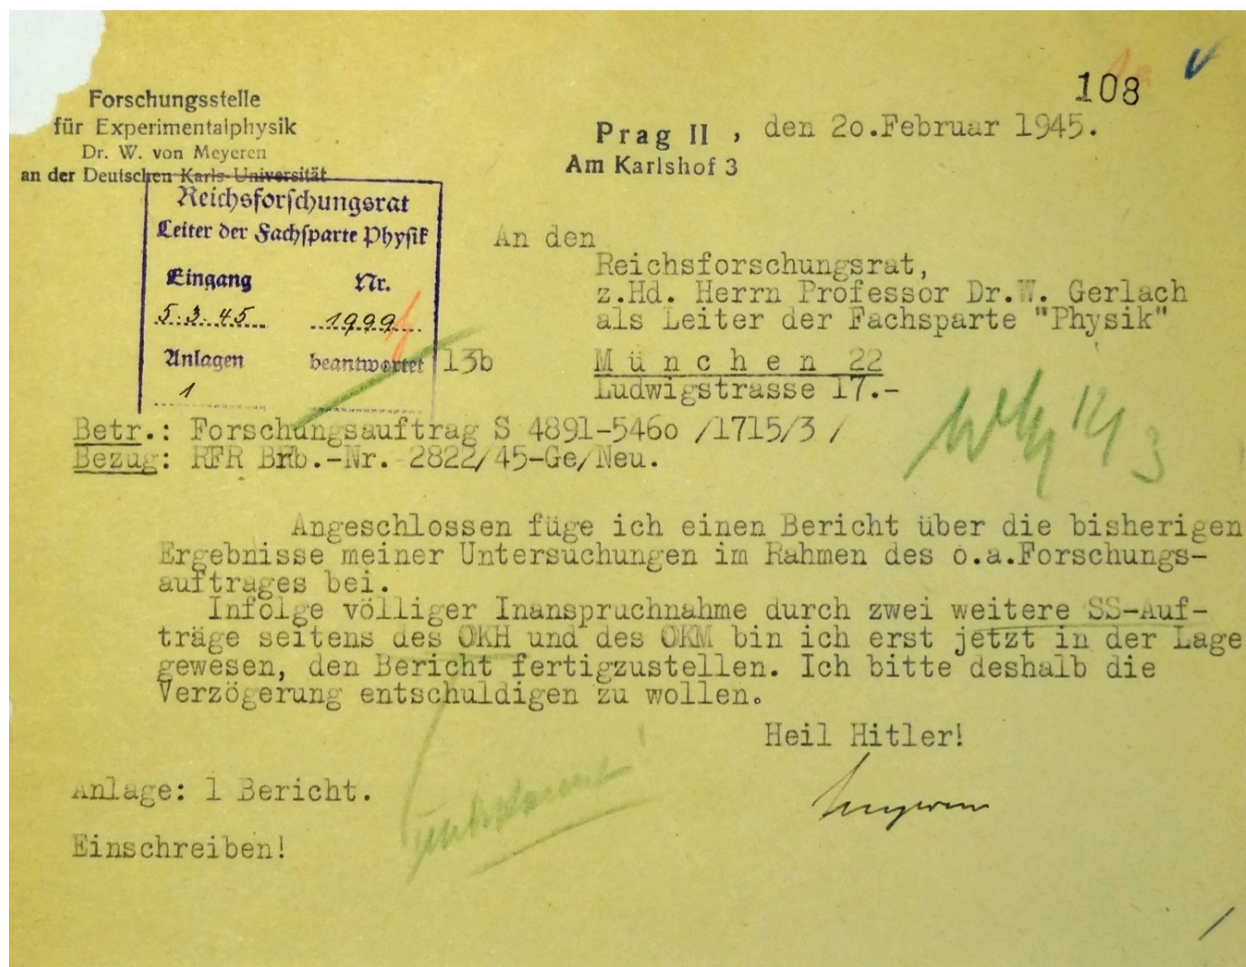 108
Forschungsstelle
für Experimentalphysik
Dr. W. von Meyeren
an der Deutschen Karls-Universität
Prag II , den 2o.Februar 1945.
Am Karlshof 3
Reichsforschungsrat
Leiter der Fachsparte Physik
Eingang Nr.
5.3.45 1999
Anlagen beantwortet
1
13b
An den
Reichsforschungsrat,
z.Hd. Herrn Professor Dr.W. Gerlach
als Leiter der Fachsparte "Physik"
München 22
Ludwigstrasse 17.-
Betr.: Forschungsauftrag S 4891-546o /1715/3 /
Bezug: RFR Brb.-Nr. 2822/45-Ge/Neu.
Angeschlossen füge ich einen Bericht über die bisherigen
Ergebnisse meiner Untersuchungen im Rahmen des o.a.Forschungs-
auftrages bei.
Infolge völliger Inanspruchnahme durch zwei weitere SS-Auf-
träge seitens des OKH und des OKM bin ich erst jetzt in der Lage
gewesen, den Bericht fertigzustellen. Ich bitte deshalb die
Verzögerung entschuldigen zu wollen.
Heil Hitler!
Anlage: 1 Bericht.
Einschreiben!